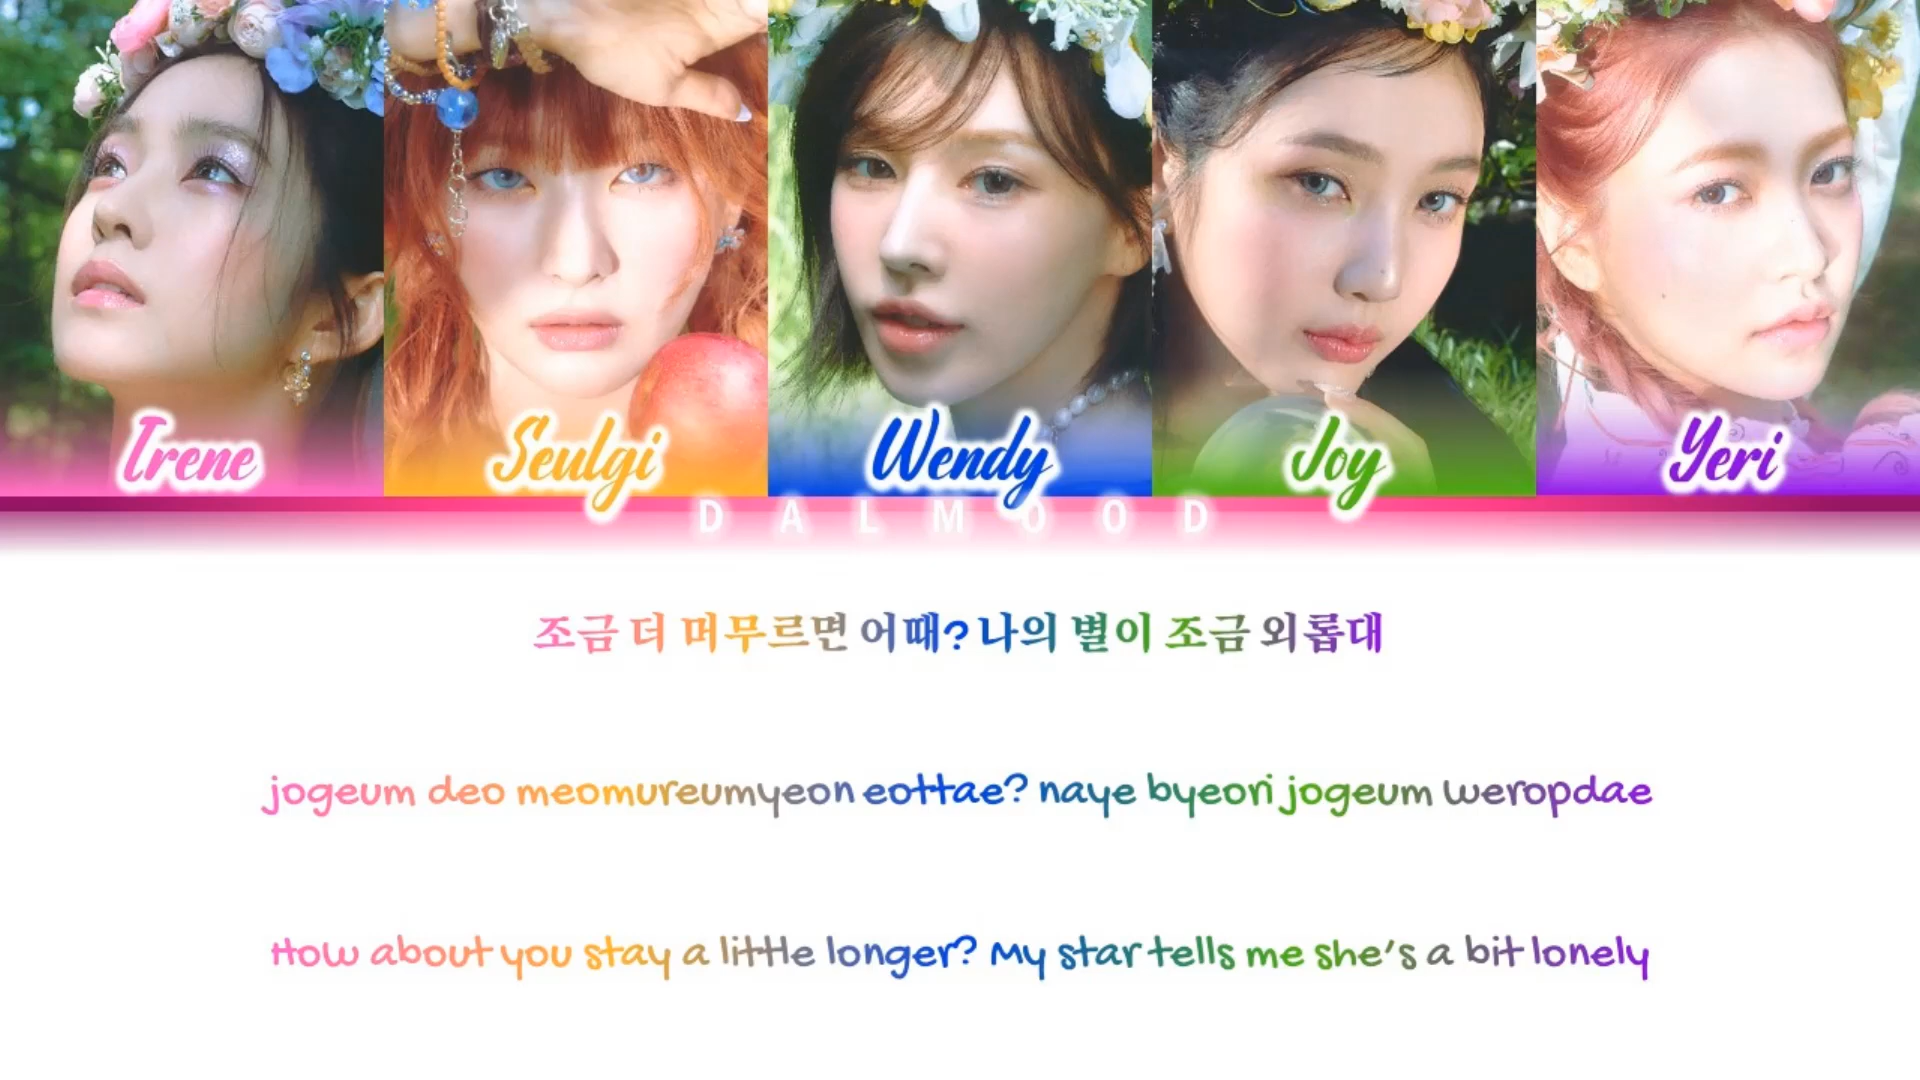 Irene Seulgi Wendy Joy Yeri
DALMOOD
조금 더 머무르면 어때? 나의 별이 조금 외롭대
jogeum deo meomureumyeon eottae? naye byeori jogeum weropdae
How about you stay a little longer? My star tells me she's a bit lonely